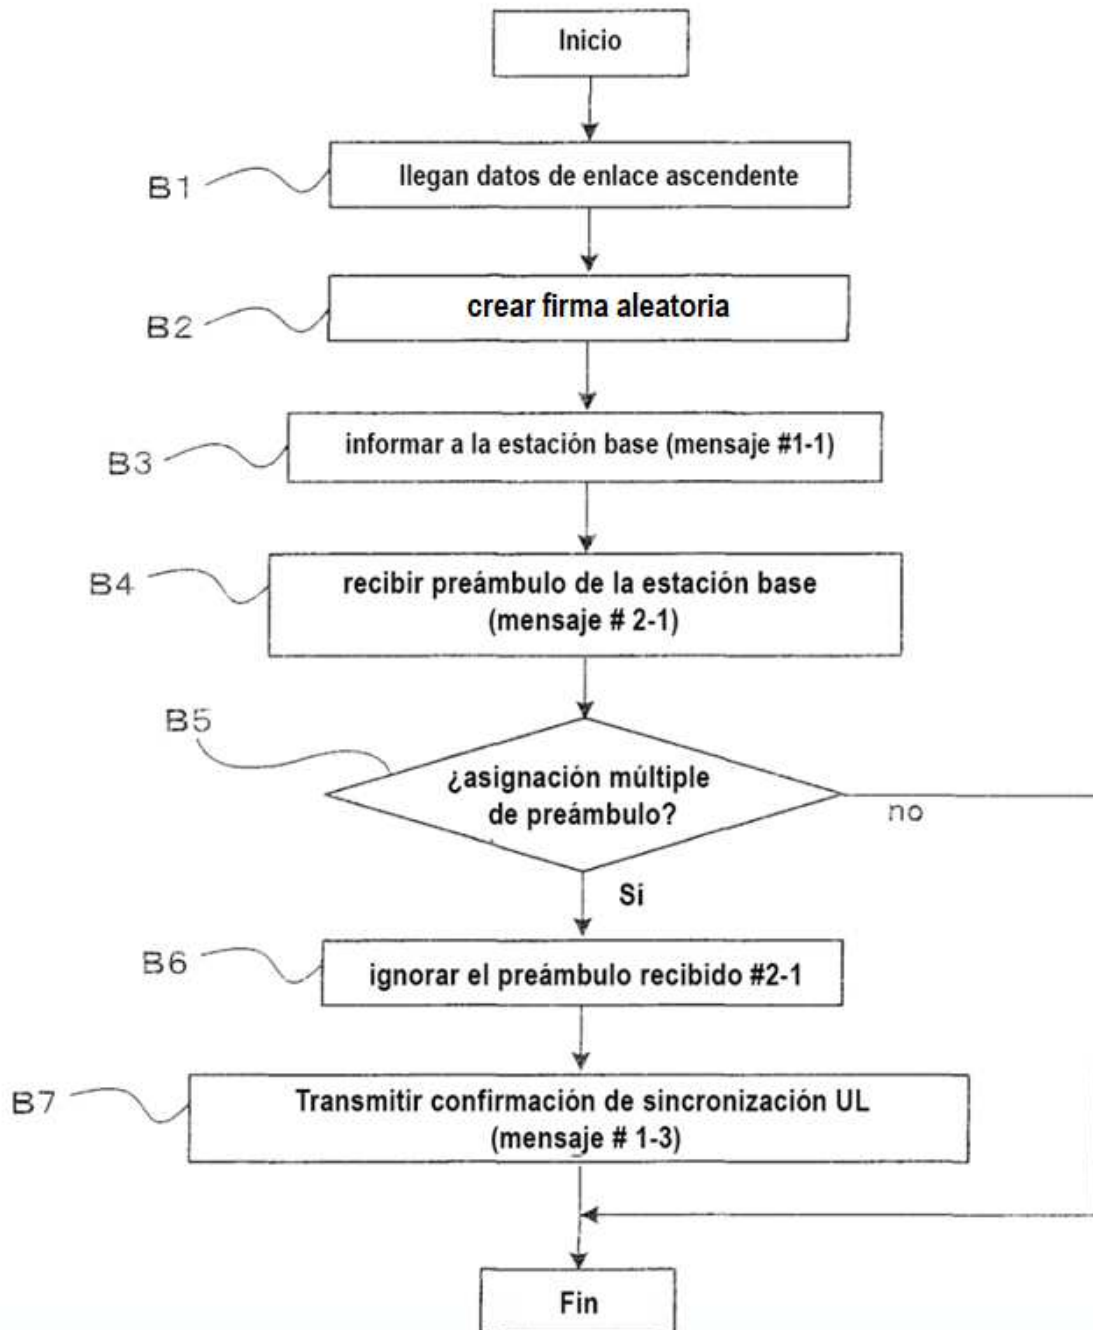 Inicio
B1
llegan datos de enlace ascendente
B2
crear firma aleatoria
B3
informar a la estación base (mensaje #1-1)
B4
recibir preámbulo de la estación base
(mensaje # 2-1)
B5
¿asignación múltiple
de preámbulo?
no
Sí
B6
ignorar el preámbulo recibido #2-1
B7
Transmitir confirmación de sincronización UL
(mensaje # 1-3)
Fin